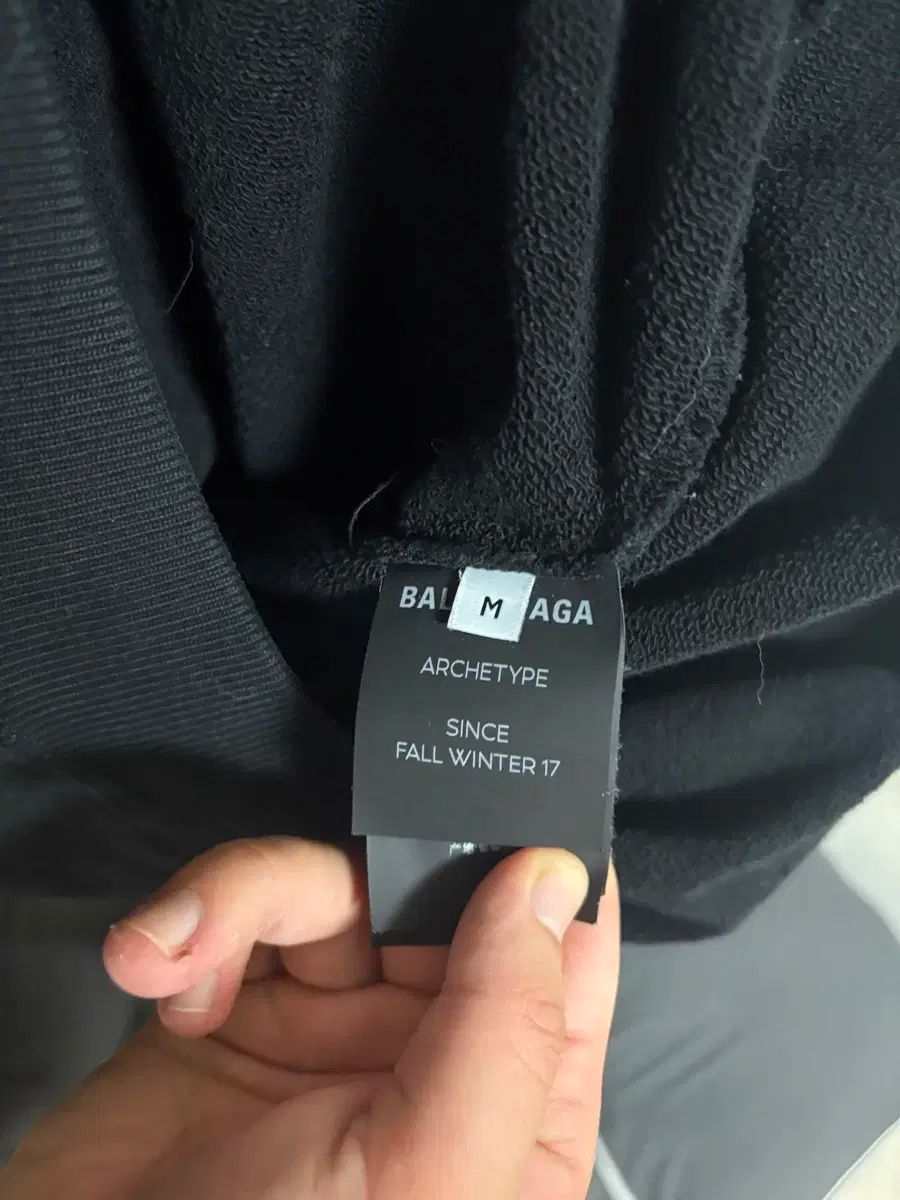 BAL AGA
M
ARCHETYPE
SINCE
FALL WINTER 17